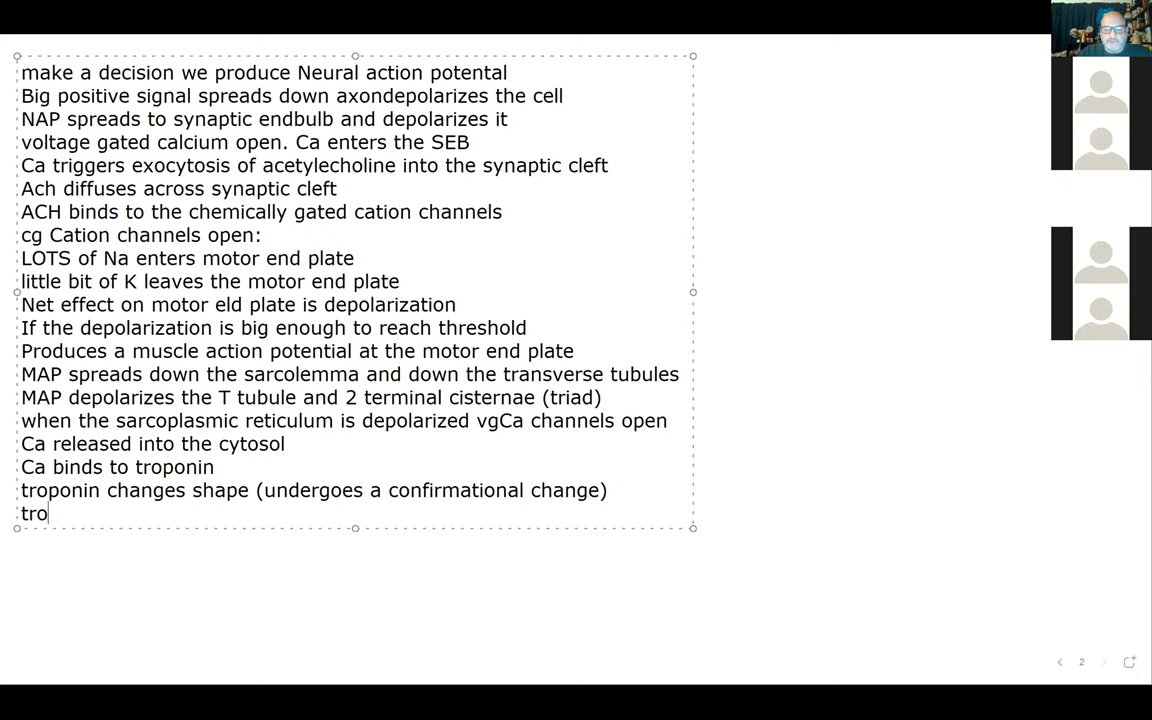 make a decision we produce Neural action potental
Big positive signal spreads down axondepolarizes the cell
NAP spreads to synaptic endbulb and depolarizes it
voltage gated calcium open. Ca enters the SEB
Ca triggers exocytosis of acetylecholine into the synaptic cleft
Ach diffuses across synaptic cleft
ACH binds to the chemically gated cation channels
cg Cation channels open:
LOTS of Na enters motor end plate
little bit of K leaves the motor end plate
Net effect on motor eld plate is depolarization
If the depolarization is big enough to reach threshold
Produces a muscle action potential at the motor end plate
MAP spreads down the sarcolemma and down the transverse tubules
MAP depolarizes the T tubule and 2 terminal cisternae (triad)
when the sarcoplasmic reticulum is depolarized vgCa channels open
Ca released into the cytosol
Ca binds to troponin
troponin changes shape (undergoes a confirmational change)
tro
2